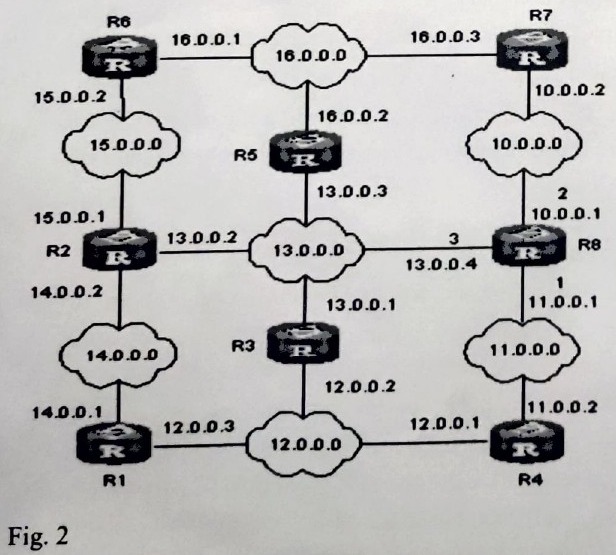 R6
R7
16.0.0.1
16.0.0.0
16.0.0.3
R
R
15.0.0.2
10.0.0.2
16.0.0.2
15.0.0.0
R5
R
10.0.0.0
13.0.0.3
15.0.0.1
2
10.0.0.1
R2
R
13.0.0.2
13.0.0.0
3
13.0.0.4
R
R8
14.0.0.2
1
11.0.0.1
13.0.0.1
R3
R
14.0.0.0
11.0.0.0
12.0.0.2
14.0.0.1
11.0.0.2
R
12.0.0.3
12.0.0.0
12.0.0.1
R
R1
R4
Fig. 2